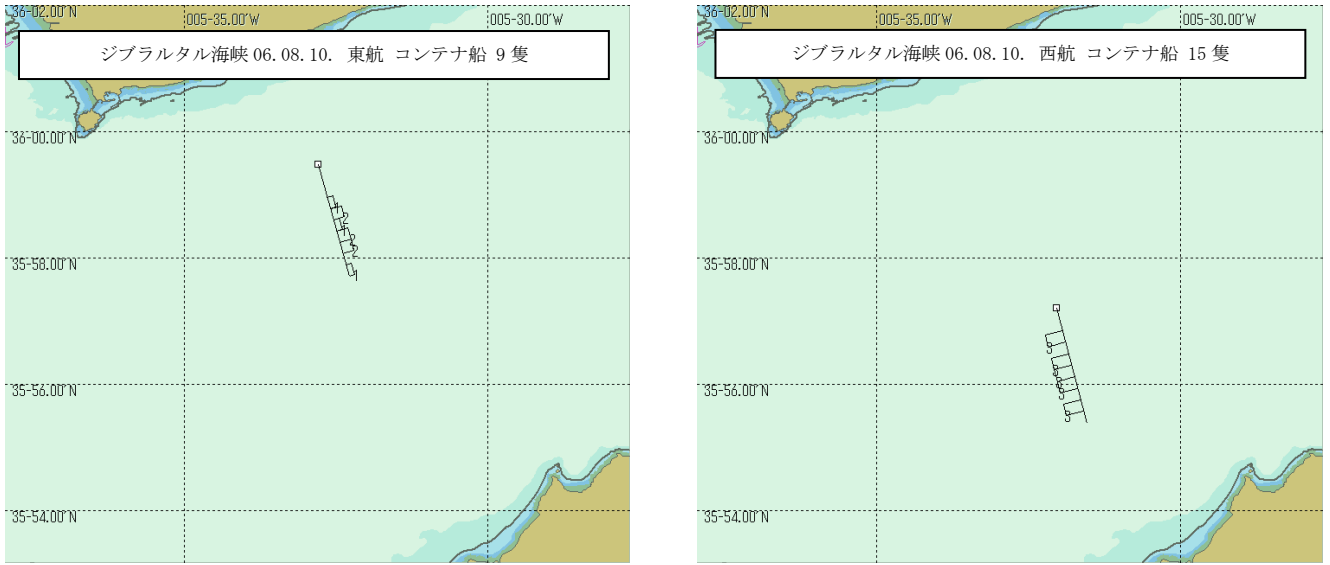 36-02.00'N
005-35.00'W
005-30.00'W
ジブラルタル海峡 06.08.10. 東航 コンテナ船 9 隻
36-00.00'N
35-58.00'N
35-56.00'N
35-54.00'N
36-02.00'N
005-35.00'W
005-30.00'W
ジブラルタル海峡 06.08.10. 西航 コンテナ船 15 隻
36-00.00'N
35-58.00'N
35-56.00'N
35-54.00'N